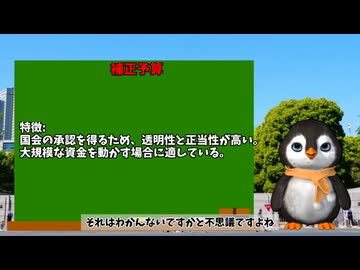 補正予算
特徴:
国会の承認を得るため、透明性と正当性が高い。
大規模な資金を動かす場合に適している。
それはわかんないですかと不思議ですよね